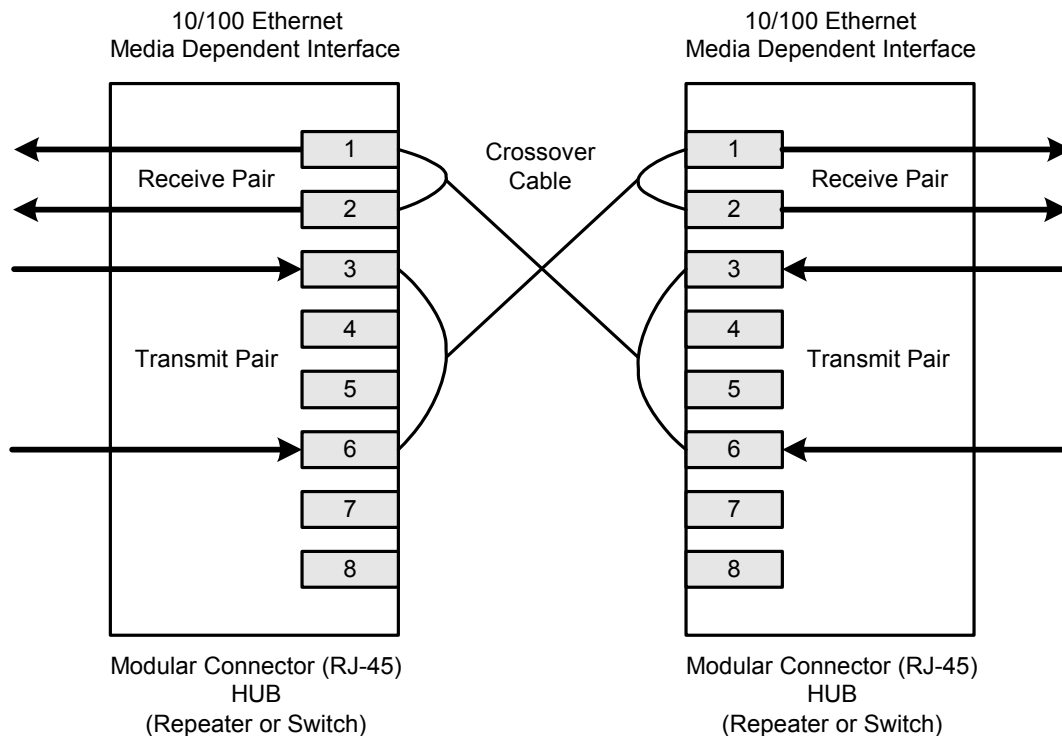 10/100 Ethernet
Media Dependent Interface
10/100 Ethernet
Media Dependent Interface
1
Receive Pair
2
3
4
Transmit Pair
5
6
7
8
Crossover
Cable
1
Receive Pair
2
3
4
Transmit Pair
5
6
7
8
Modular Connector (RJ-45)
HUB
(Repeater or Switch)
Modular Connector (RJ-45)
HUB
(Repeater or Switch)